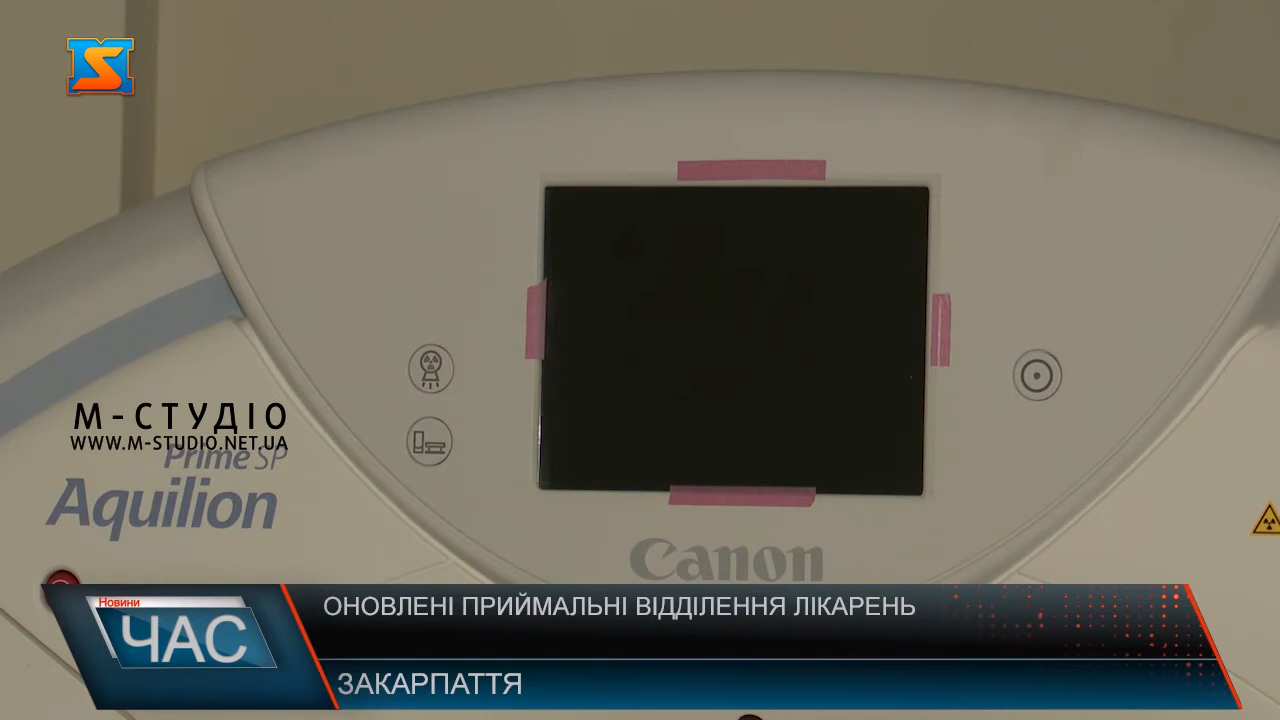 М-СТУДІО
WWW.M-STUDIO.NET.UA
Prime SP
Aquilion
Canon
Новини
ЧАС
ОНОВЛЕНІ ПРИЙМАЛЬНІ ВІДДІЛЕННЯ ЛІКАРЕНЬ
ЗАКАРПАТТЯ